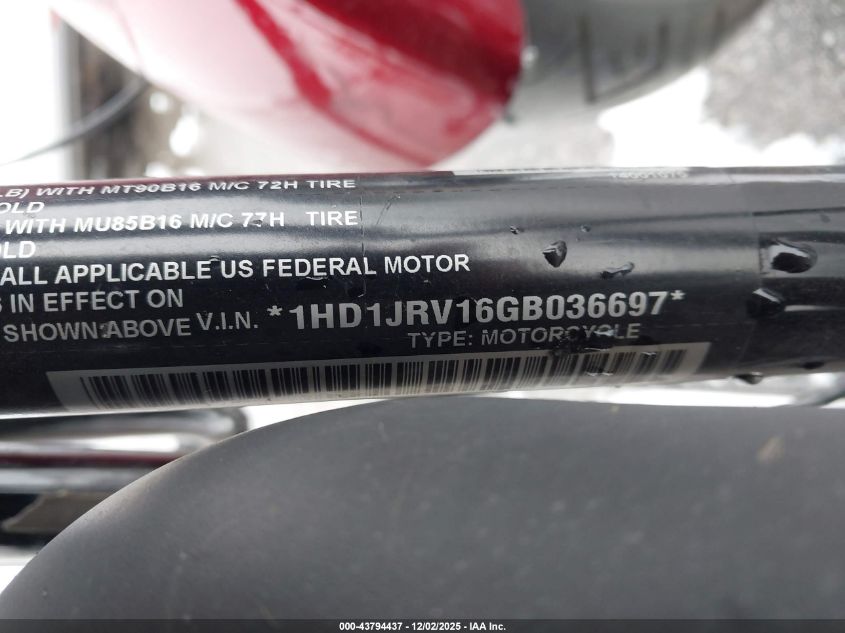 LB) WITH MT90B16 M/C 72H TIRE
OLD
WITH MU85B16 M/C 77H TIRE
OLD
ALL APPLICABLE US FEDERAL MOTOR
S IN EFFECT ON
SHOWN ABOVE V.I.N. *1HD1JRV16GB036697*
TYPE: MOTORCYCLE
000-43794437 - 12/02/2025 - IAA Inc.